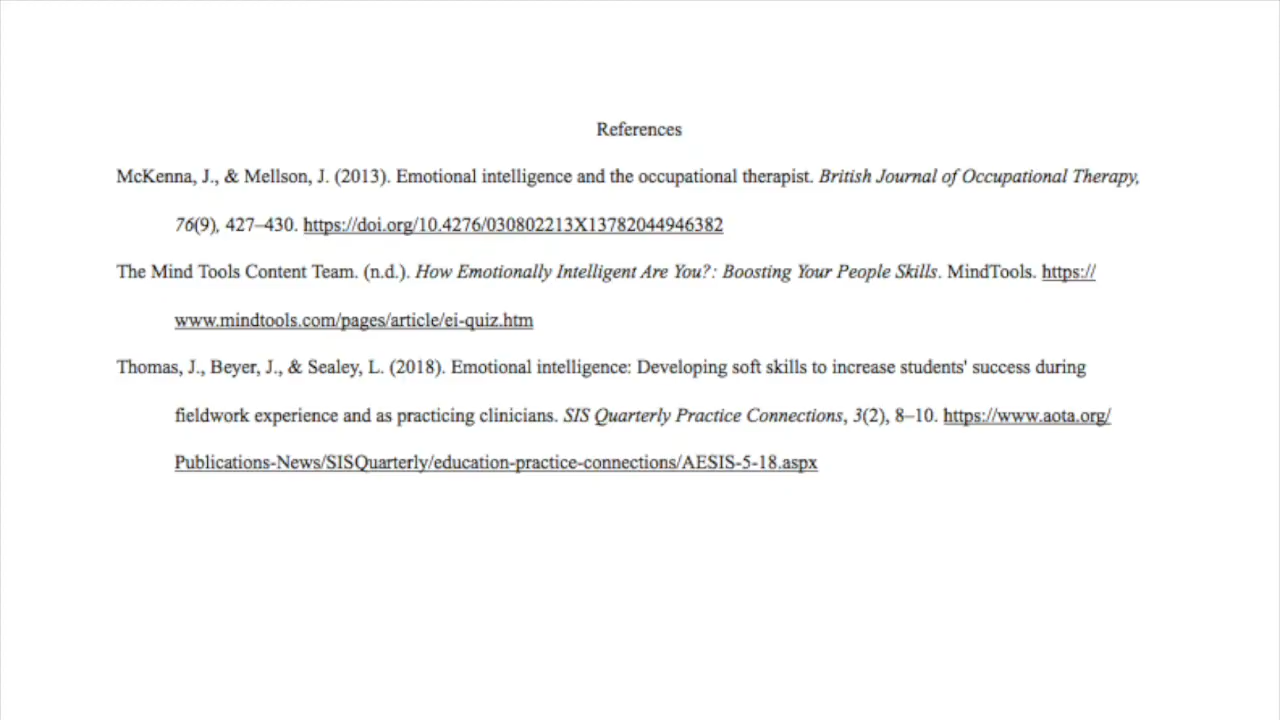 References
McKenna, J., & Mellson, J. (2013). Emotional intelligence and the occupational therapist. British Journal of Occupational Therapy,
76(9), 427–430. https://doi.org/10.4276/030802213X13782044946382
The Mind Tools Content Team. (n.d.). How Emotionally Intelligent Are You?: Boosting Your People Skills. MindTools. https://
www.mindtools.com/pages/article/ei-quiz.htm
Thomas, J., Beyer, J., & Sealey, L. (2018). Emotional intelligence: Developing soft skills to increase students' success during
fieldwork experience and as practicing clinicians. SIS Quarterly Practice Connections, 3(2), 8–10. https://www.aota.org/
Publications-News/SISQuarterly/education-practice-connections/AESIS-5-18.aspx